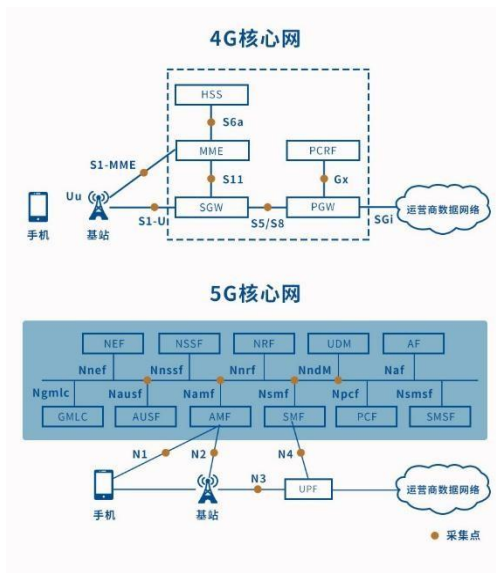 4G核心网
HSS
S6a
MME
PCRF
S1-MME
S11
Gx
Uu
SGW
PGW
运营商数据网络
S1-U
S5/S8
SGi
手机
基站
5G核心网
NEF
NSSF
NRF
UDM
AF
Nnef
Nnssf
Nnrf
NndM
Naf
Ngmlc
Nausf
Namf
Nsmf
Npcf
Nsmsf
GMLC
AUSF
AMF
SMF
PCF
SMSF
N1
N2
N4
N3
UPF
运营商数据网络
手机
基站
采集点